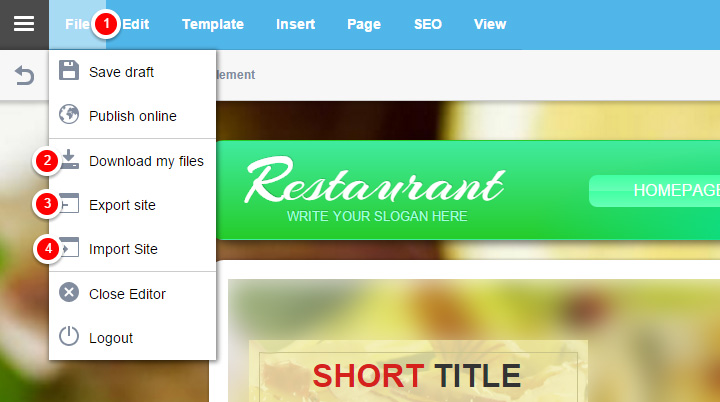 File 1 Edit Template Insert Page SEO View
Save draft
lement
Publish online
2 Download my files
3 Export site
Restaurant
HOMEPAGE
WRITE YOUR SLOGAN HERE
4 Import Site
Close Editor
Logout
SHORT TITLE